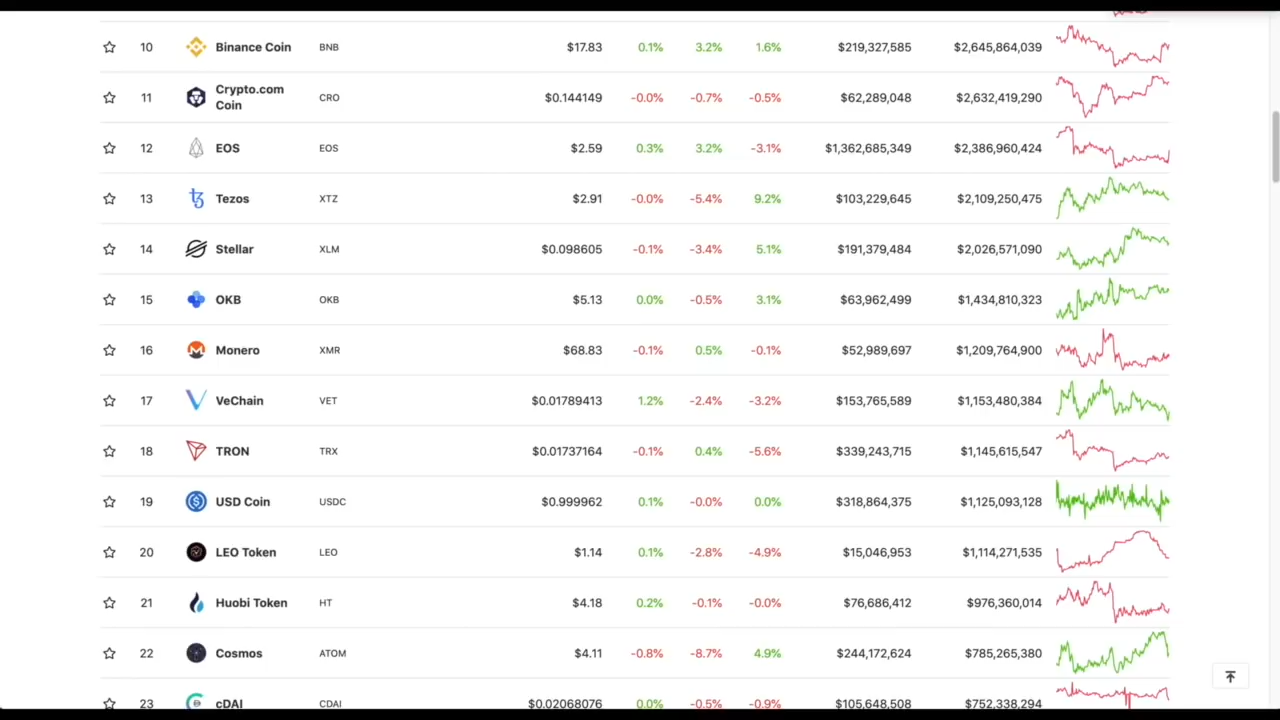 10 Binance Coin BNB $17.83 0.1% 3.2% 1.6% $219,327,585 $2,645,864,039
11 Crypto.com Coin CRO $0.144149 -0.0% -0.7% -0.5% $62,289,048 $2,632,419,290
12 EOS EOS $2.59 0.3% 3.2% -3.1% $1,362,685,349 $2,386,960,424
13 Tezos XTZ $2.91 -0.0% -5.4% 9.2% $103,229,645 $2,109,250,475
14 Stellar XLM $0.098605 -0.1% -3.4% 5.1% $191,379,484 $2,026,571,090
15 OKB OKB $5.13 0.0% -0.5% 3.1% $63,962,499 $1,434,810,323
16 Monero XMR $68.83 -0.1% 0.5% -0.1% $52,989,697 $1,209,764,900
17 VeChain VET $0.01789413 1.2% -2.4% -3.2% $153,765,589 $1,153,480,384
18 TRON TRX $0.01737164 -0.1% 0.4% -5.6% $339,243,715 $1,145,615,547
19 USD Coin USDC $0.999962 0.1% -0.0% 0.0% $318,864,375 $1,125,093,128
20 LEO Token LEO $1.14 0.1% -2.8% -4.9% $15,046,953 $1,114,271,535
21 Huobi Token HT $4.18 0.2% -0.1% -0.0% $76,686,412 $976,360,014
22 Cosmos ATOM $4.11 -0.8% -8.7% 4.9% $244,172,624 $785,265,380
23 cDAI CDAI $0.02068076 0.0% -0.5% -0.9% $105,648,508 $752,338,294